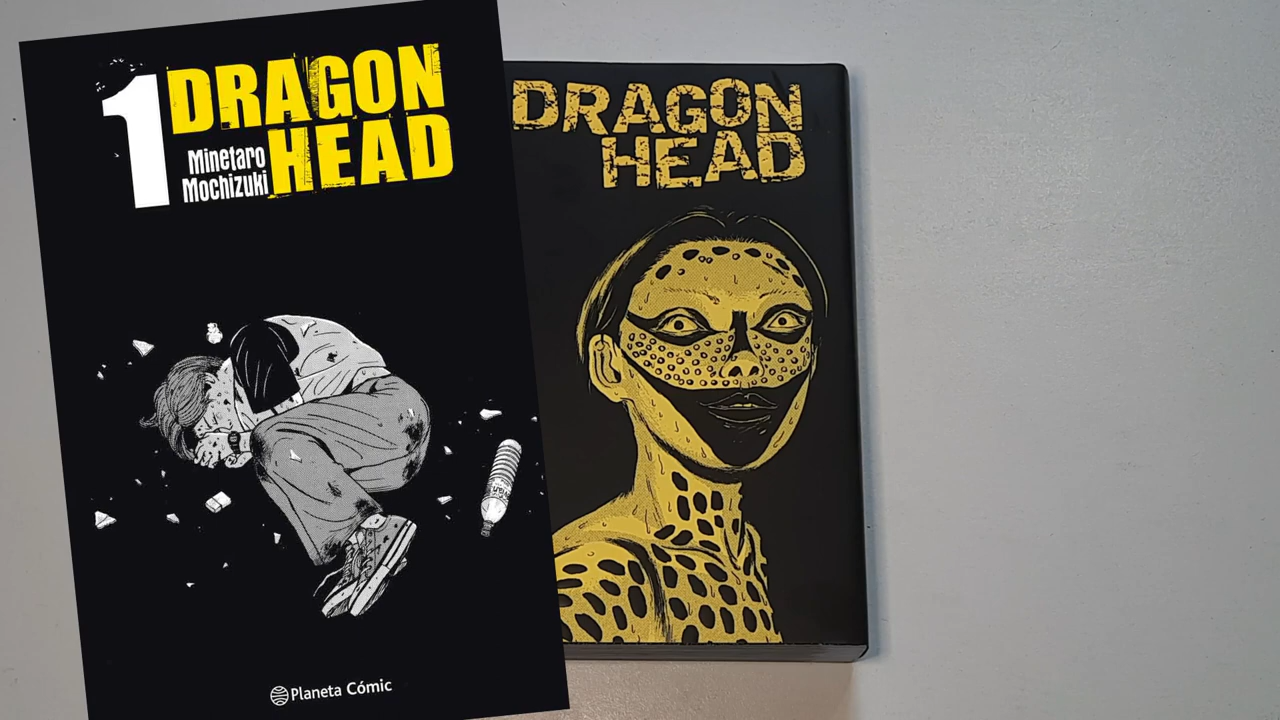 1
DRAGON
HEAD
Minetaro
Mochizuki
Planeta Cómic
DRAGON
HEAD